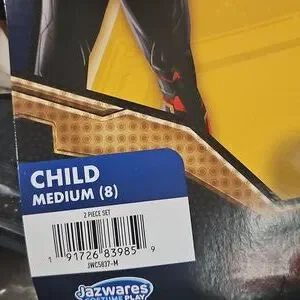 CHILD
MEDIUM (8)
2 PIECE SET
1 91726 83985 9
JWC5837-M
Jazwares
COSTUME PLAY